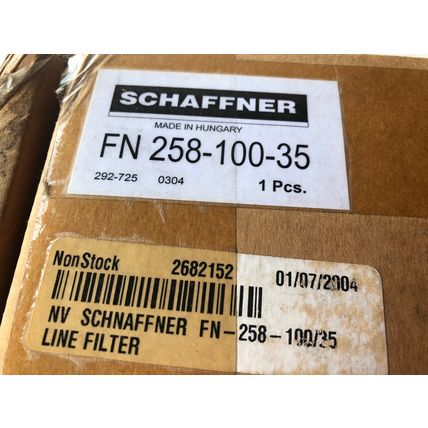 SCHAFFNER
MADE IN HUNGARY
FN 258-100-35
292-725 0304 1 Pcs.
NonStock 2682152 01/07/2004
NV SCHNAFFNER FN-258-100/35
LINE FILTER